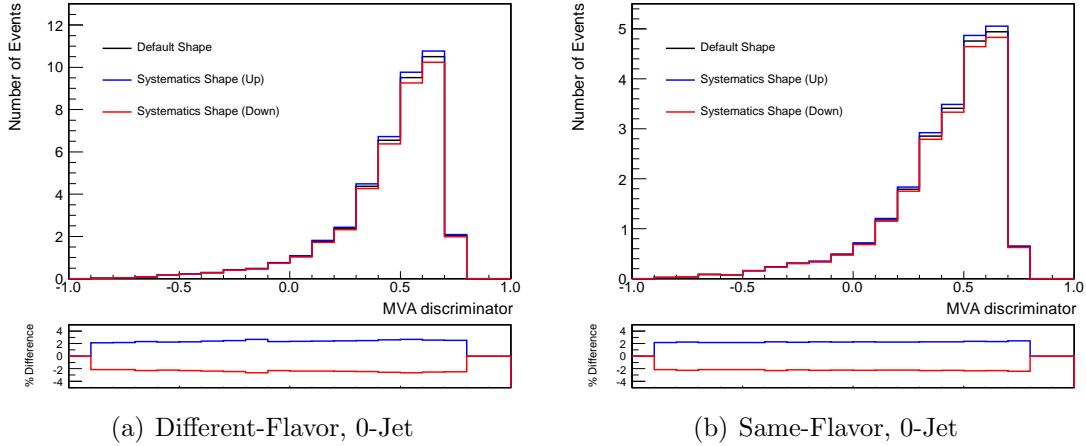 Number of Events
12
10
8
6
4
2
0
Default Shape
Systematics Shape (Up)
Systematics Shape (Down)
-1.0 -0.5 0.0 0.5 1.0
MVA discriminator
% Difference
4
2
0
-2
-4
(a) Different-Flavor, 0-Jet
Number of Events
5
4
3
2
1
0
Default Shape
Systematics Shape (Up)
Systematics Shape (Down)
-1.0 -0.5 0.0 0.5 1.0
MVA discriminator
% Difference
4
2
0
-2
-4
(b) Same-Flavor, 0-Jet